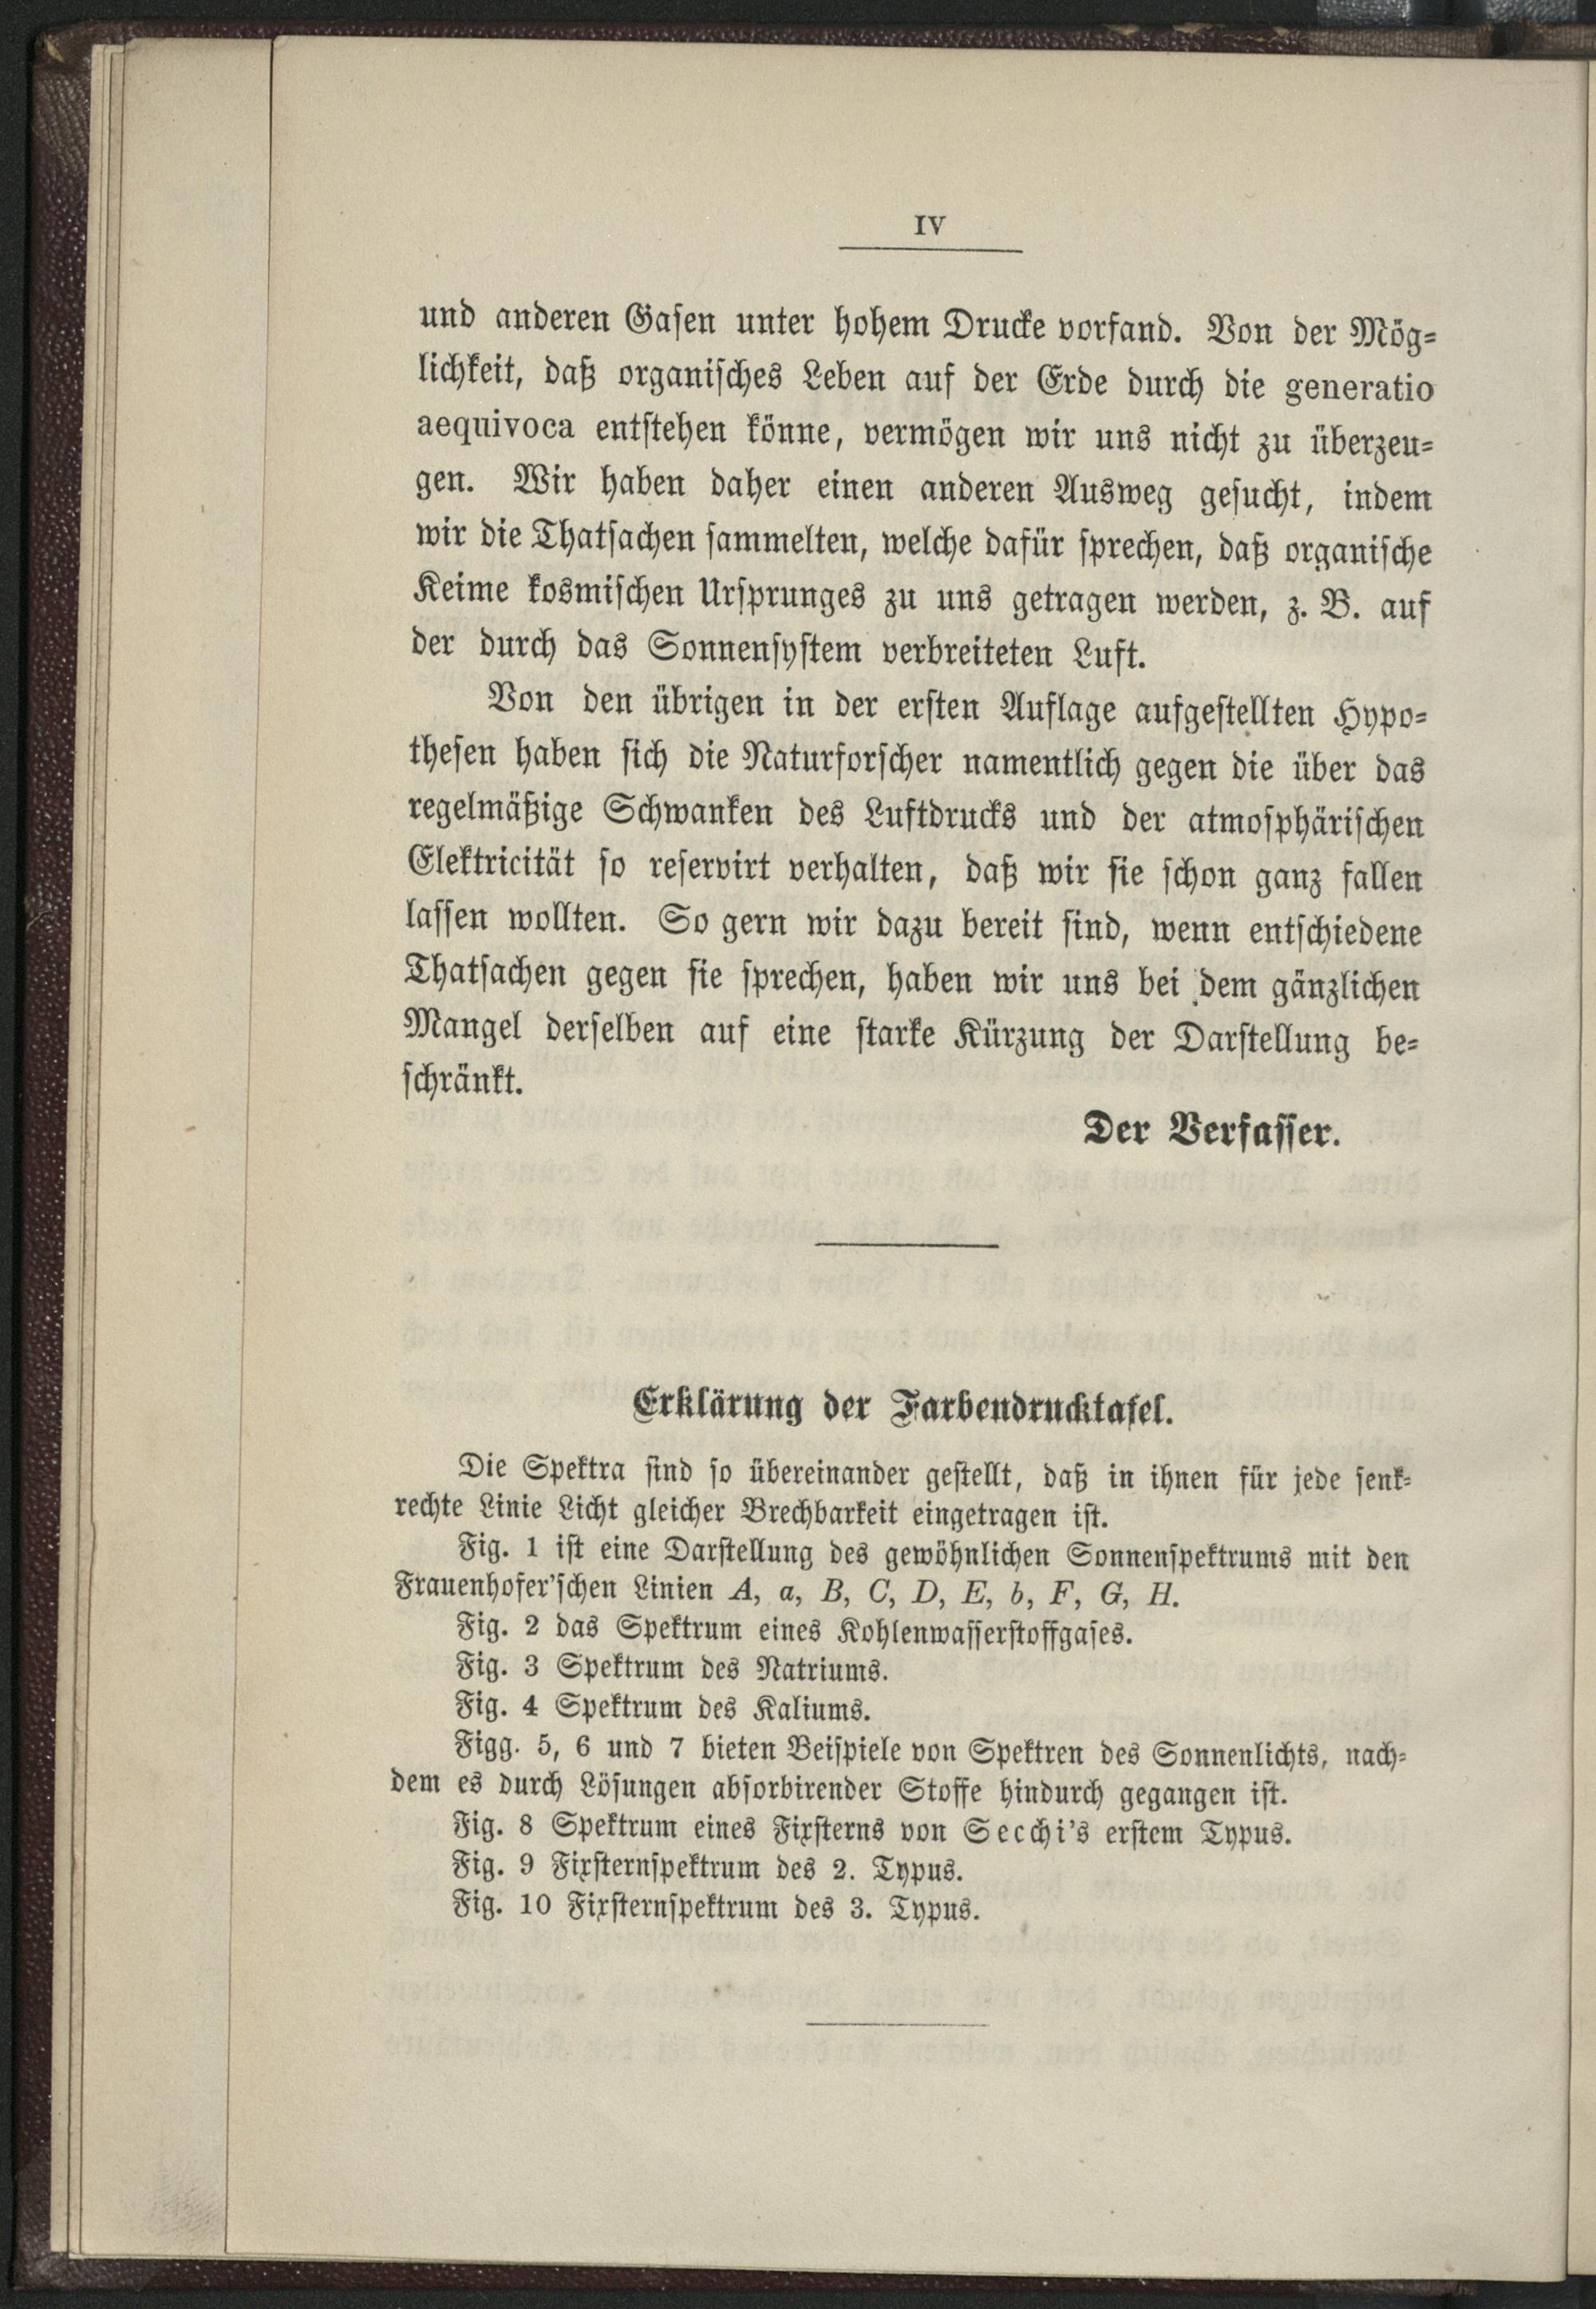 IV
und anderen Gasen unter hohem Drucke vorfand. Von der Mög-
lichkeit, daß organisches Leben auf der Erde durch die generatio
aequivoca entstehen könne, vermögen wir uns nicht zu überzeu-
gen. Wir haben daher einen anderen Ausweg gesucht, indem
wir die Thatsachen sammelten, welche dafür sprechen, daß organische
Keime kosmischen Ursprunges zu uns getragen werden, z. B. auf
der durch das Sonnensystem verbreiteten Luft.
Von den übrigen in der ersten Auflage aufgestellten Hypo-
thesen haben sich die Naturforscher namentlich gegen die über das
regelmäßige Schwanken des Luftdrucks und der atmosphärischen
Elektricität so reservirt verhalten, daß wir sie schon ganz fallen
lassen wollten. So gern wir dazu bereit sind, wenn entschiedene
Thatsachen gegen sie sprechen, haben wir uns bei dem gänzlichen
Mangel derselben auf eine starke Kürzung der Darstellung be-
schränkt.
Der Verfasser.
Erklärung der Farbendrucktafel.
Die Spektra sind so übereinander gestellt, daß in ihnen für jede senk-
rechte Linie Licht gleicher Brechbarkeit eingetragen ist.
Fig. 1 ist eine Darstellung des gewöhnlichen Sonnenspektrums mit den
Frauenhofer'schen Linien A, a, B, C, D, E, b, F, G, H.
Fig. 2 das Spektrum eines Kohlenwasserstoffgases.
Fig. 3 Spektrum des Natriums.
Fig. 4 Spektrum des Kaliums.
Figg. 5, 6 und 7 bieten Beispiele von Spektren des Sonnenlichts, nach-
dem es durch Lösungen absorbirender Stoffe hindurch gegangen ist.
Fig. 8 Spektrum eines Fixsterns von Secchi's erstem Typus.
Fig. 9 Fixsternspektrum des 2. Typus.
Fig. 10 Fixsternspektrum des 3. Typus.